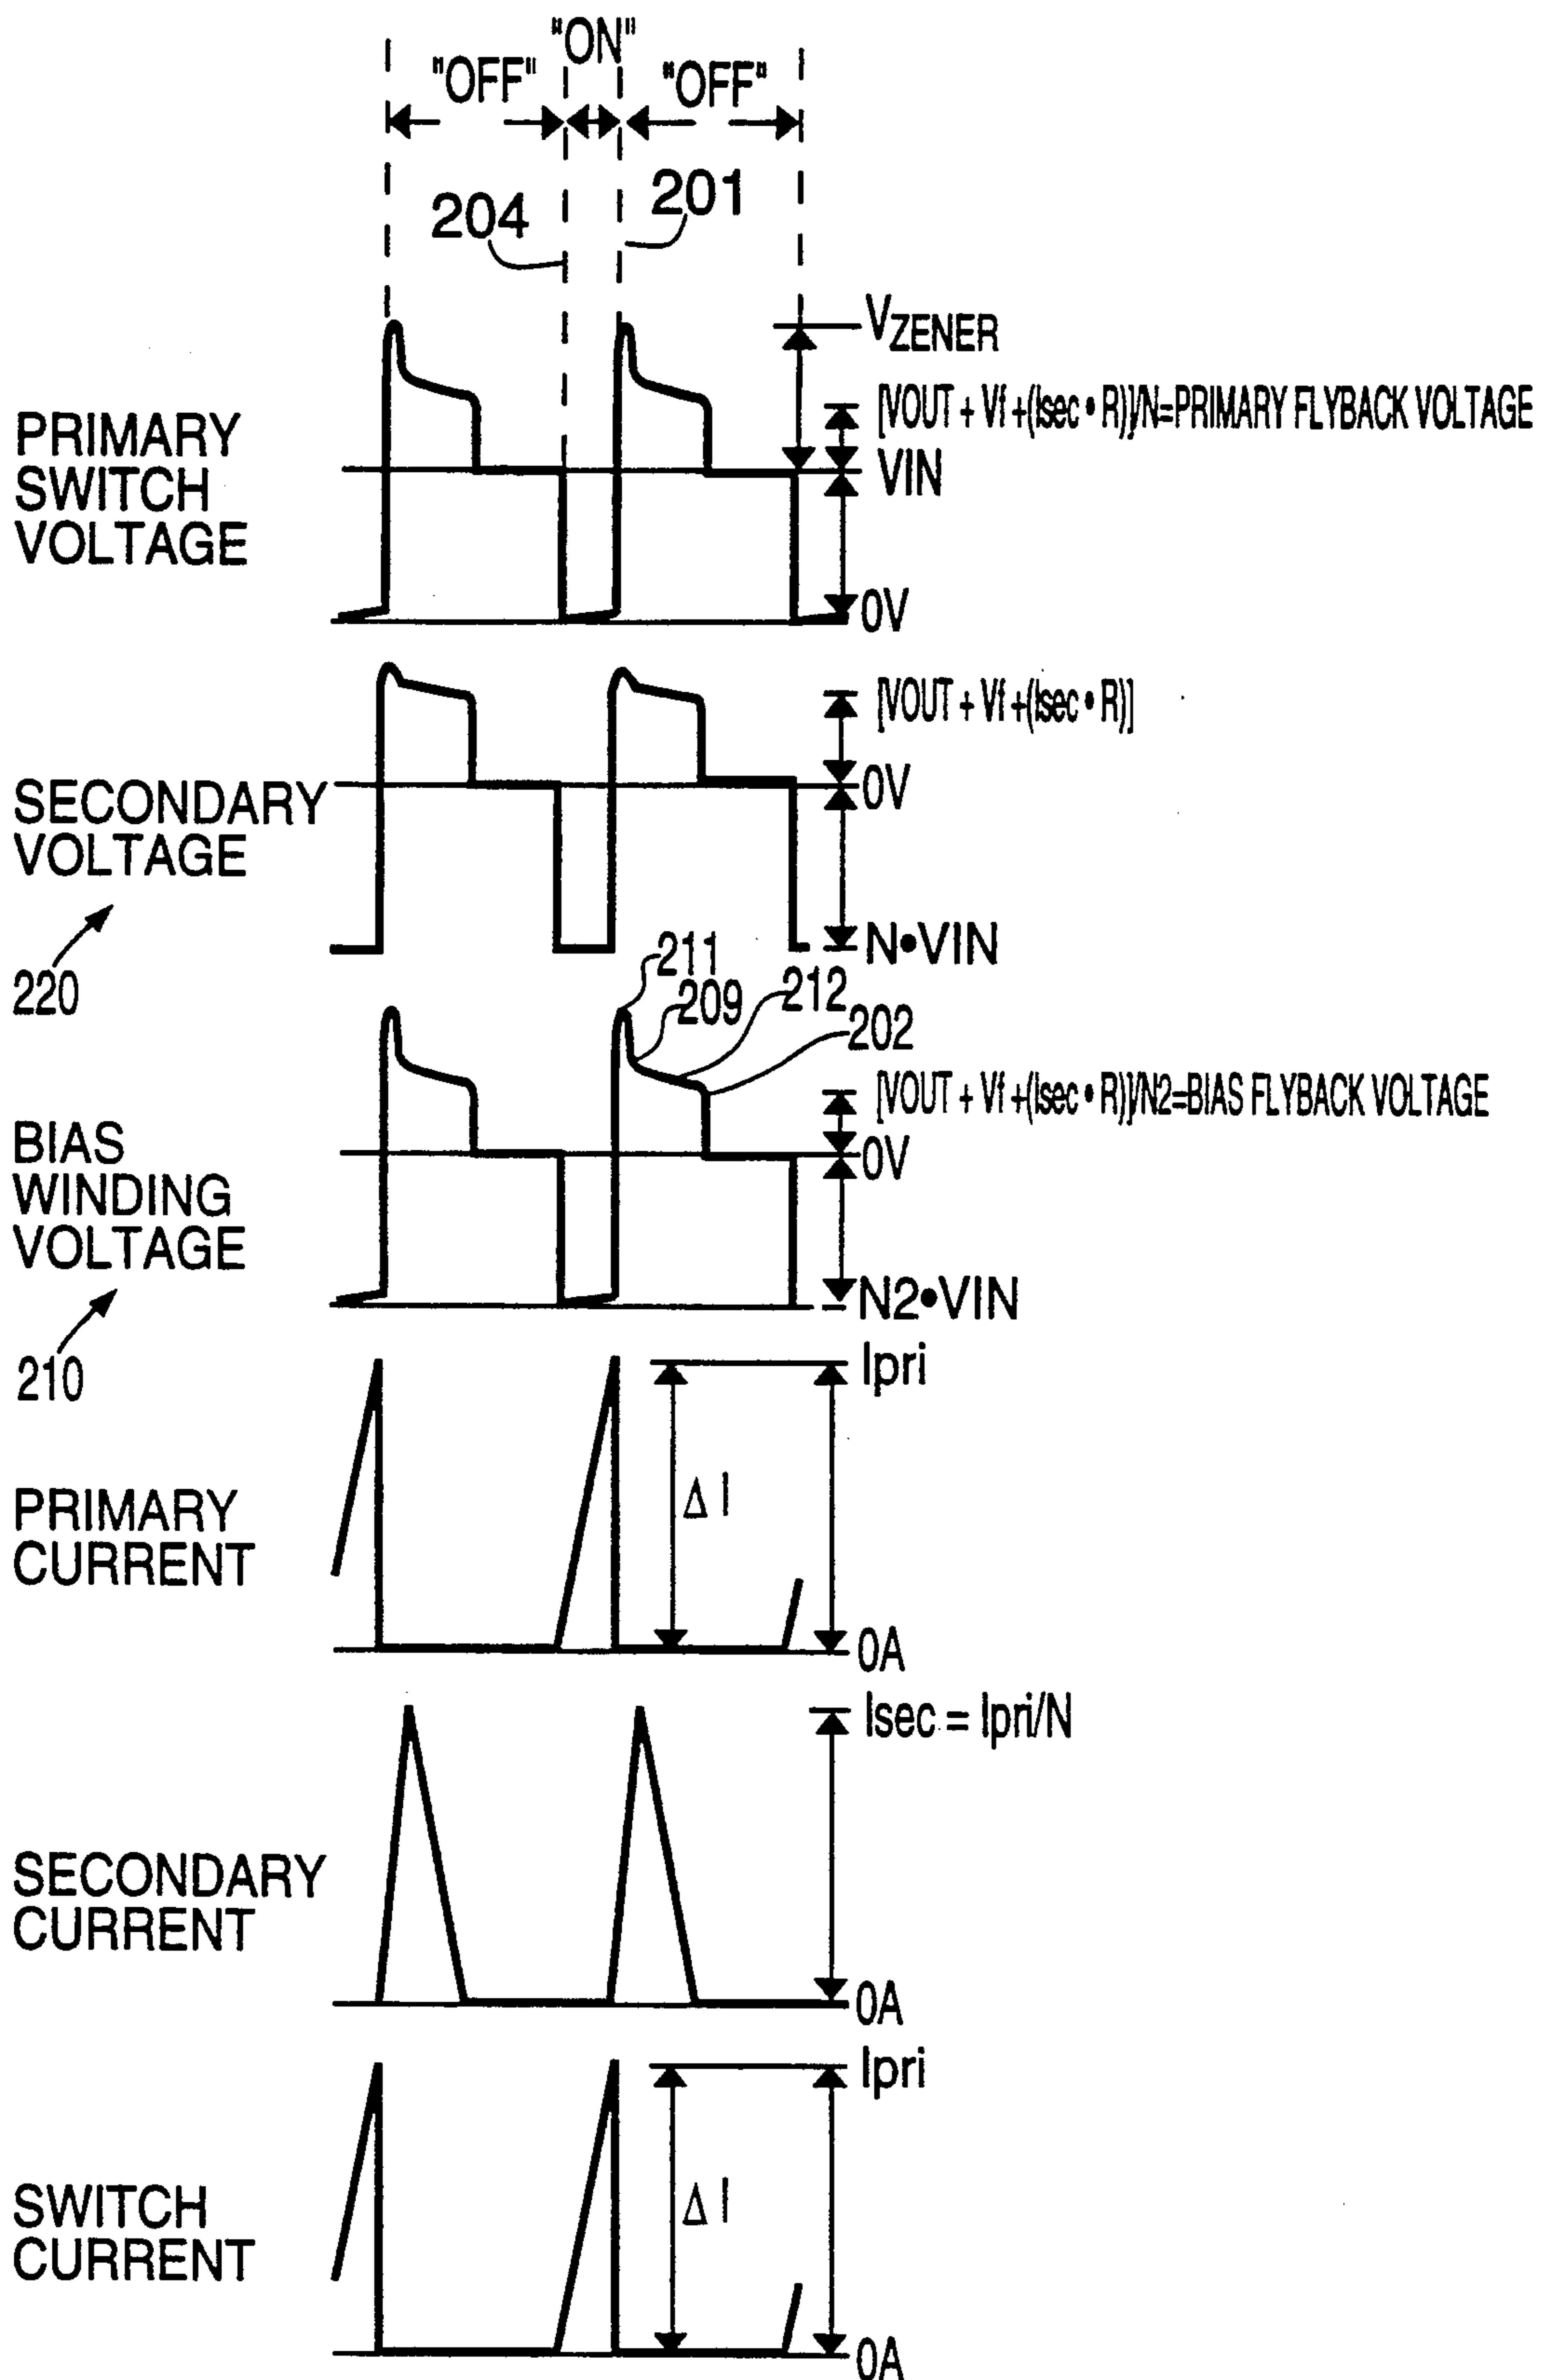 "ON"
"OFF" "OFF"
204 201
VZENER
[VOUT + Vf +(Isec • R)]/N=PRIMARY FLYBACK VOLTAGE
PRIMARY
SWITCH
VOLTAGE
VIN
0V
[VOUT + Vf +(Isec • R)]
SECONDARY
VOLTAGE
0V
N•VIN
220
211
209
212
202
[VOUT + Vf +(Isec • R)]/N2=BIAS FLYBACK VOLTAGE
BIAS
WINDING
VOLTAGE
0V
N2•VIN
210
Ipri
Δ I
PRIMARY
CURRENT
0A
Isec = Ipri/N
SECONDARY
CURRENT
0A
Ipri
Δ I
SWITCH
CURRENT
0A